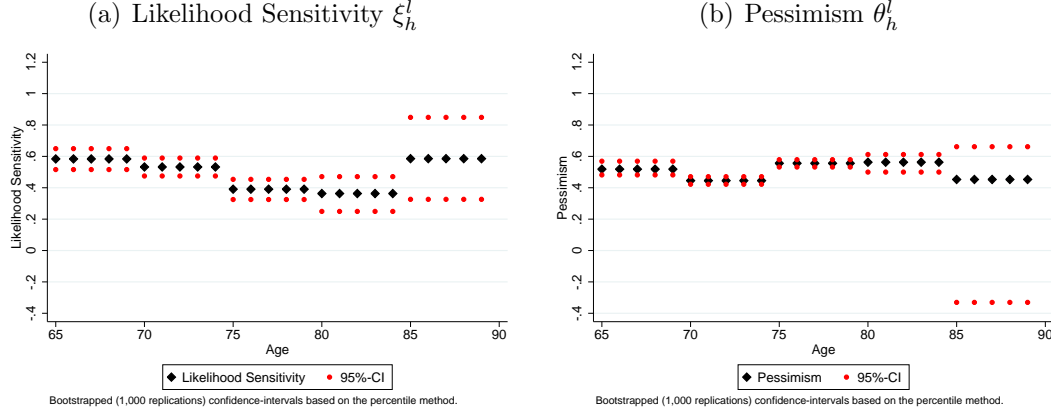 (a) Likelihood Sensitivity ξ_h^l
1.2
1
.8
.6
.4
.2
0
-.2
-.4
Likelihood Sensitivity
65 70 75 80 85 90
Age
Likelihood Sensitivity 95%-CI
Bootstrapped (1,000 replications) confidence-intervals based on the percentile method.
(b) Pessimism θ_h^l
1.2
1
.8
.6
.4
.2
0
-.2
-.4
Pessimism
65 70 75 80 85 90
Age
Pessimism 95%-CI
Bootstrapped (1,000 replications) confidence-intervals based on the percentile method.